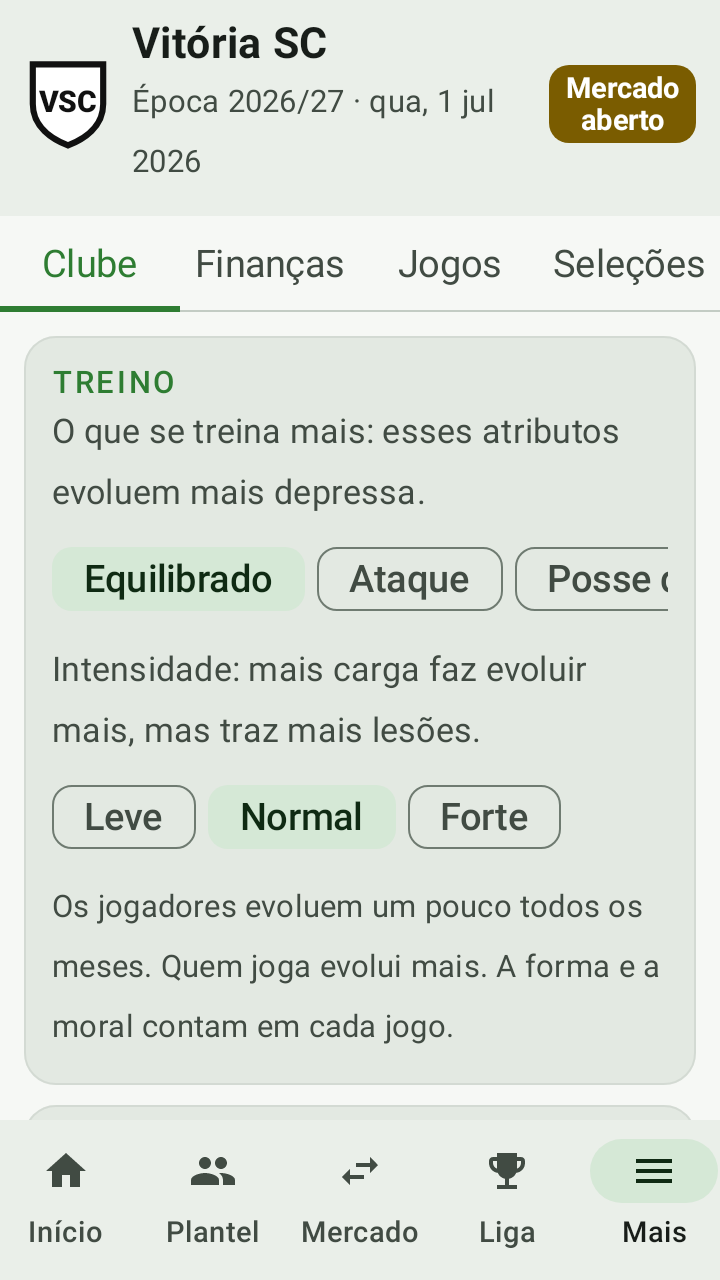 VSC
Vitória SC
Época 2026/27 · qua, 1 jul
2026
Mercado
aberto
Clube
Finanças
Jogos
Seleções
TREINO
O que se treina mais: esses atributos
evoluem mais depressa.
Equilibrado
Ataque
Posse
Intensidade: mais carga faz evoluir
mais, mas traz mais lesões.
Leve
Normal
Forte
Os jogadores evoluem um pouco todos os
meses. Quem joga evolui mais. A forma e a
moral contam em cada jogo.
Início
Plantel
Mercado
Liga
Mais